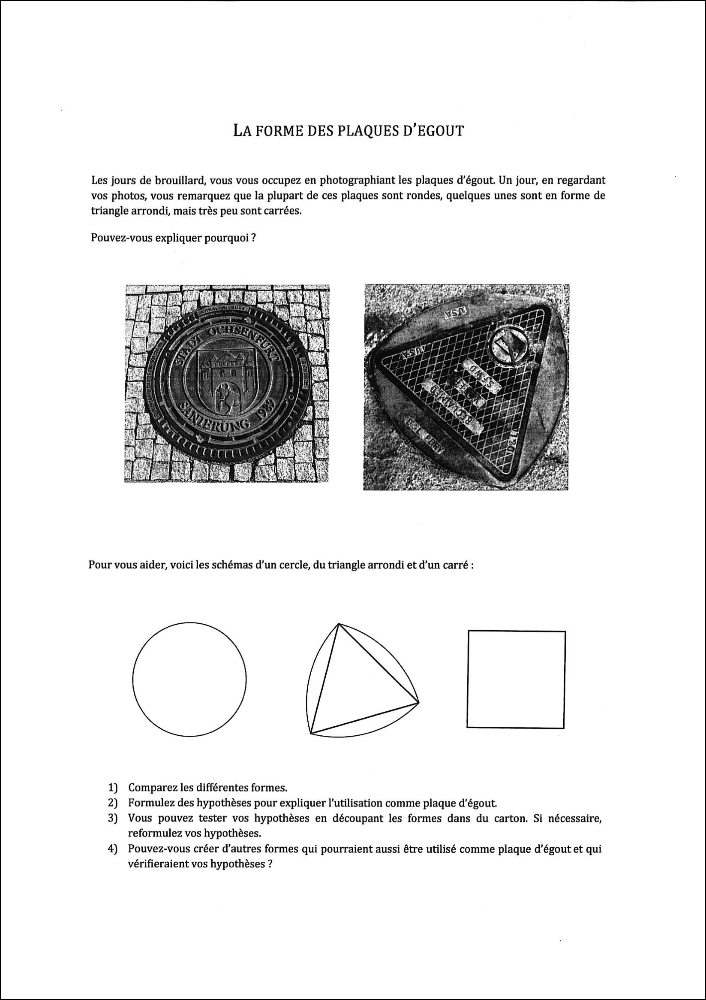 LA FORME DES PLAQUES D'EGOUT
Les jours de brouillard, vous vous occupez en photographiant les plaques d'égout. Un jour, en regardant
vos photos, vous remarquez que la plupart de ces plaques sont rondes, quelques unes sont en forme de
triangle arrondi, mais très peu sont carrées.
Pouvez-vous expliquer pourquoi ?
STADT OCHSENFURT
SANIERUNG 1989
USA
USA
SFWD
WATER
RECLAIMED
D&L
Pour vous aider, voici les schémas d'un cercle, du triangle arrondi et d'un carré :
1) Comparez les différentes formes.
2) Formulez des hypothèses pour expliquer l'utilisation comme plaque d'égout.
3) Vous pouvez tester vos hypothèses en découpant les formes dans du carton. Si nécessaire,
reformulez vos hypothèses.
4) Pouvez-vous créer d'autres formes qui pourraient aussi être utilisé comme plaque d'égout et qui
vérifieraient vos hypothèses ?